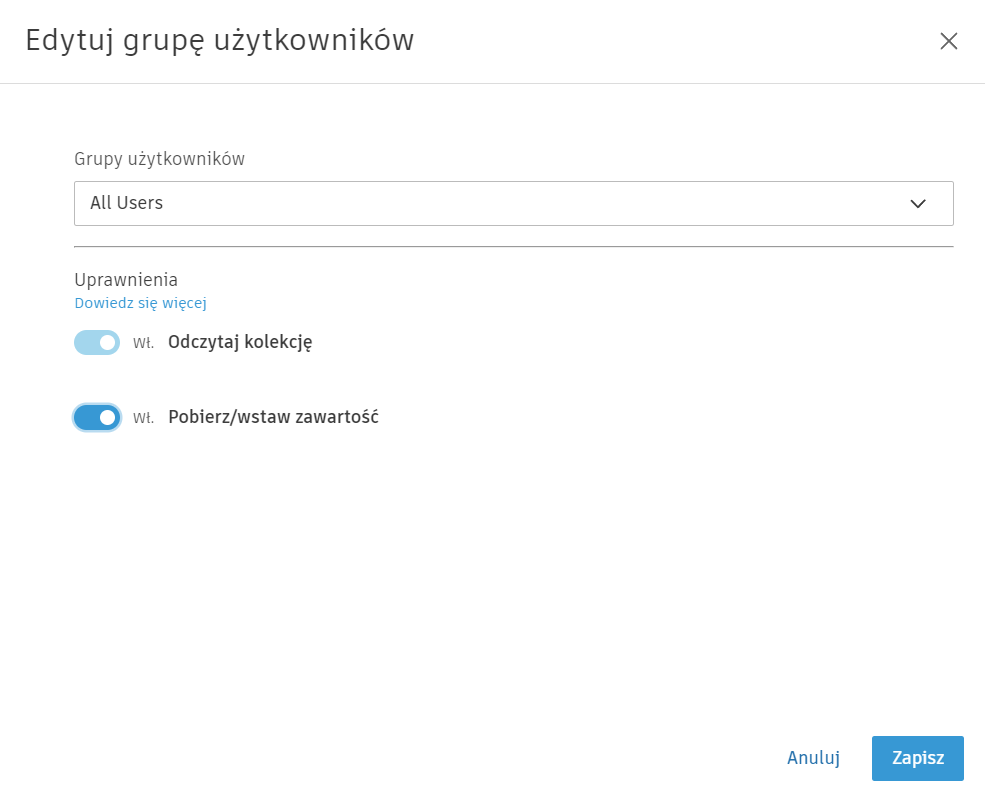 Edytuj grupę użytkowników
Grupy użytkowników
All Users
Uprawnienia
Dowiedz się więcej
Wł. Odczytaj kolekcję
Wł. Pobierz/wstaw zawartość
Anuluj Zapisz